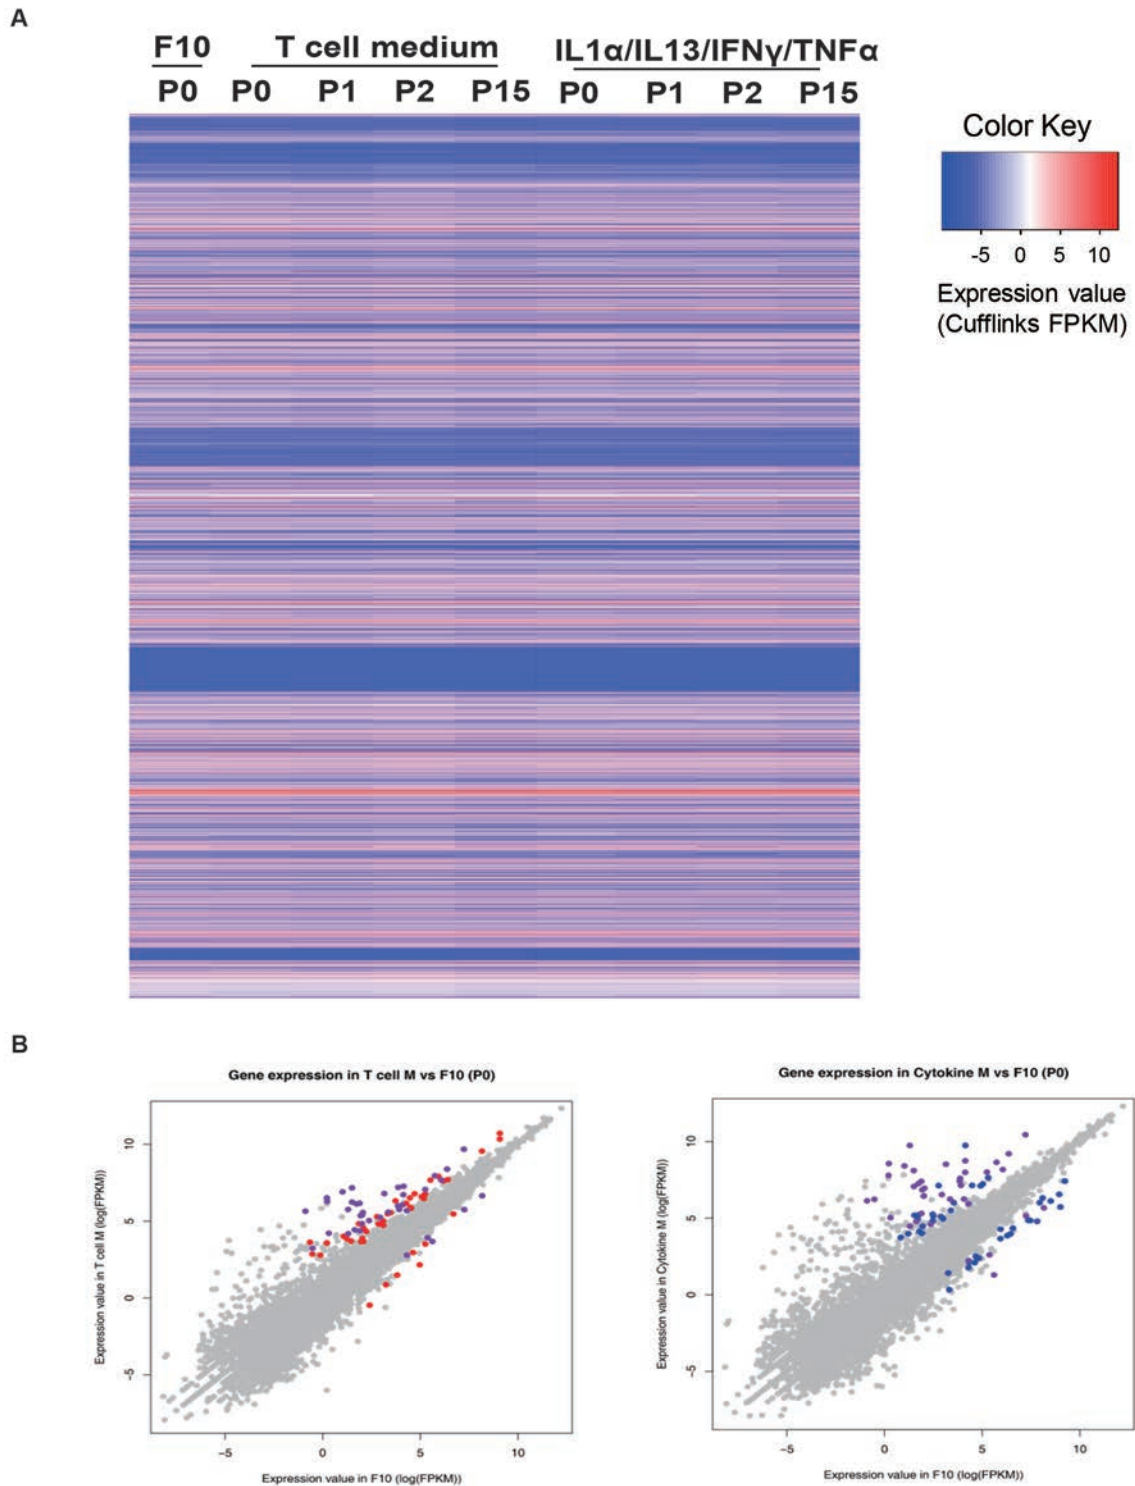 A
F10 T cell medium IL1α/IL13/IFNγ/TNFα
P0 P0 P1 P2 P15 P0 P1 P2 P15
Color Key
-5 0 5 10
Expression value
(Cufflinks FPKM)
B
Gene expression in T cell M vs F10 (P0)
Expression value in T cell M (log(FPKM))
10
5
0
-5
-5 0 5 10
Expression value in F10 (log(FPKM))
Gene expression in Cytokine M vs F10 (P0)
Expression value in Cytokine M (log(FPKM))
10
5
0
-5
-5 0 5 10
Expression value in F10 (log(FPKM))